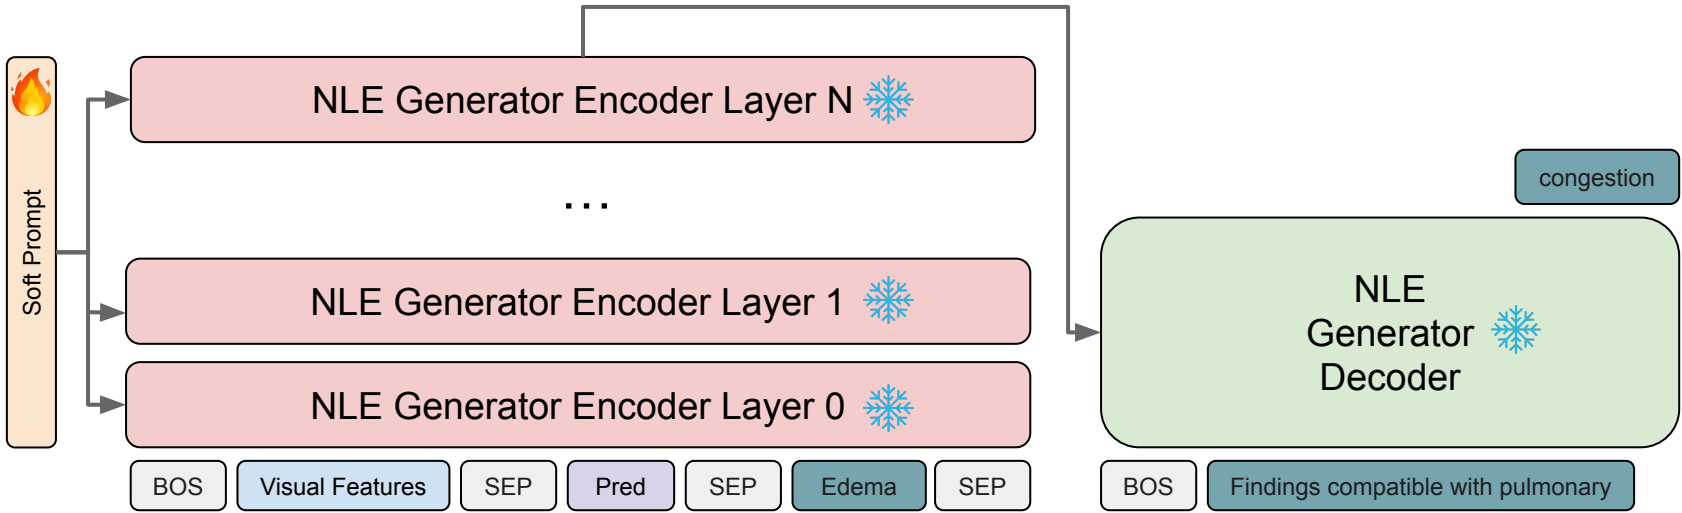 Soft Prompt
NLE Generator Encoder Layer N
...
NLE Generator Encoder Layer 1
NLE Generator Encoder Layer 0
BOS Visual Features SEP Pred SEP Edema SEP
congestion
NLE
Generator
Decoder
BOS Findings compatible with pulmonary